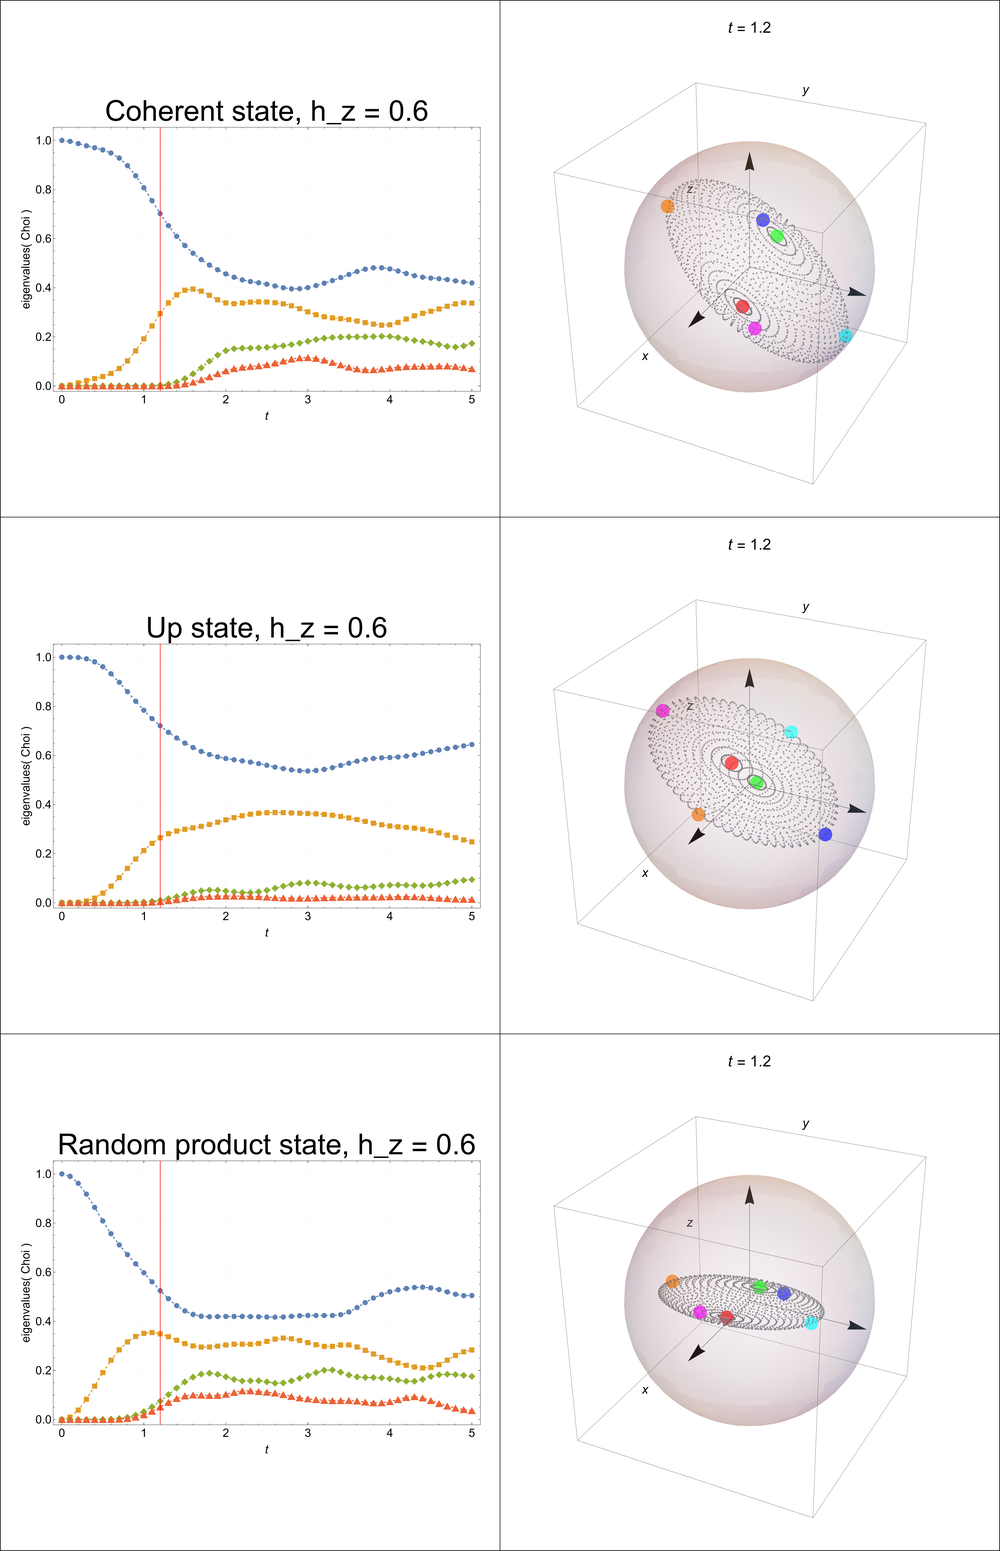 Coherent state, h_z = 0.6
eigenvalues( Choi )
1.0
0.8
0.6
0.4
0.2
0.0
0 1 2 3 4 5
t
t = 1.2
y
z
x
Up state, h_z = 0.6
eigenvalues( Choi )
1.0
0.8
0.6
0.4
0.2
0.0
0 1 2 3 4 5
t
t = 1.2
y
z
x
Random product state, h_z = 0.6
eigenvalues( Choi )
1.0
0.8
0.6
0.4
0.2
0.0
0 1 2 3 4 5
t
t = 1.2
y
z
x